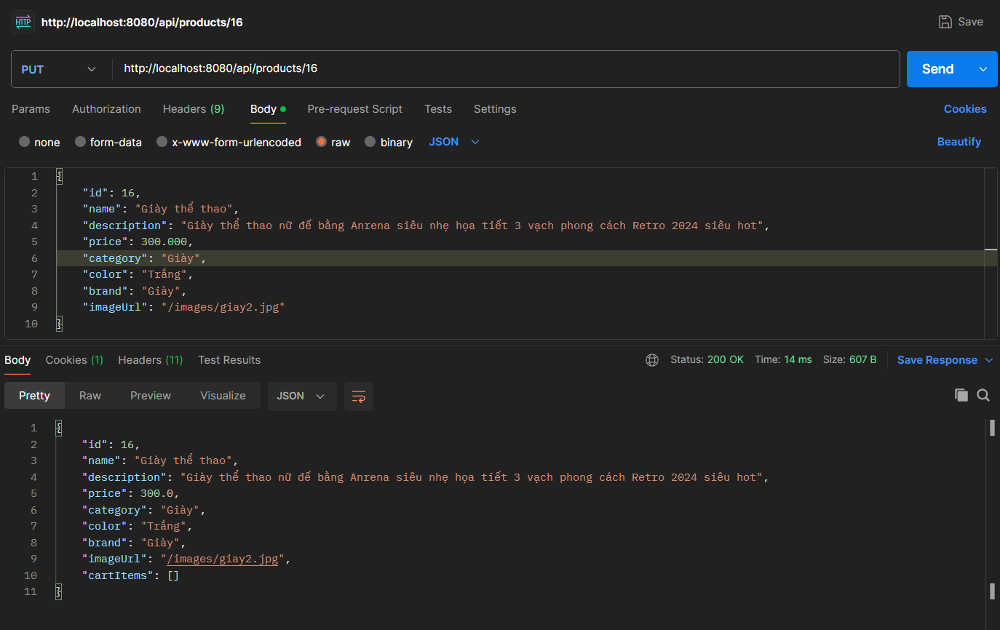 HTTP http://localhost:8080/api/products/16 Save
PUT http://localhost:8080/api/products/16 Send
Params Authorization Headers (9) Body Pre-request Script Tests Settings Cookies
none form-data x-www-form-urlencoded raw binary JSON Beautify
1 {
2 "id": 16,
3 "name": "Giày thể thao",
4 "description": "Giày thể thao nữ đế bằng Anrena siêu nhẹ họa tiết 3 vạch phong cách Retro 2024 siêu hot",
5 "price": 300.000,
6 "category": "Giày",
7 "color": "Trắng",
8 "brand": "Giày",
9 "imageUrl": "/images/giay2.jpg"
10 }
Body Cookies (1) Headers (11) Test Results Status: 200 OK Time: 14 ms Size: 607 B Save Response
Pretty Raw Preview Visualize JSON
1 {
2 "id": 16,
3 "name": "Giày thể thao",
4 "description": "Giày thể thao nữ đế bằng Anrena siêu nhẹ họa tiết 3 vạch phong cách Retro 2024 siêu hot",
5 "price": 300.0,
6 "category": "Giày",
7 "color": "Trắng",
8 "brand": "Giày",
9 "imageUrl": "/images/giay2.jpg",
10 "cartItems": []
11 }